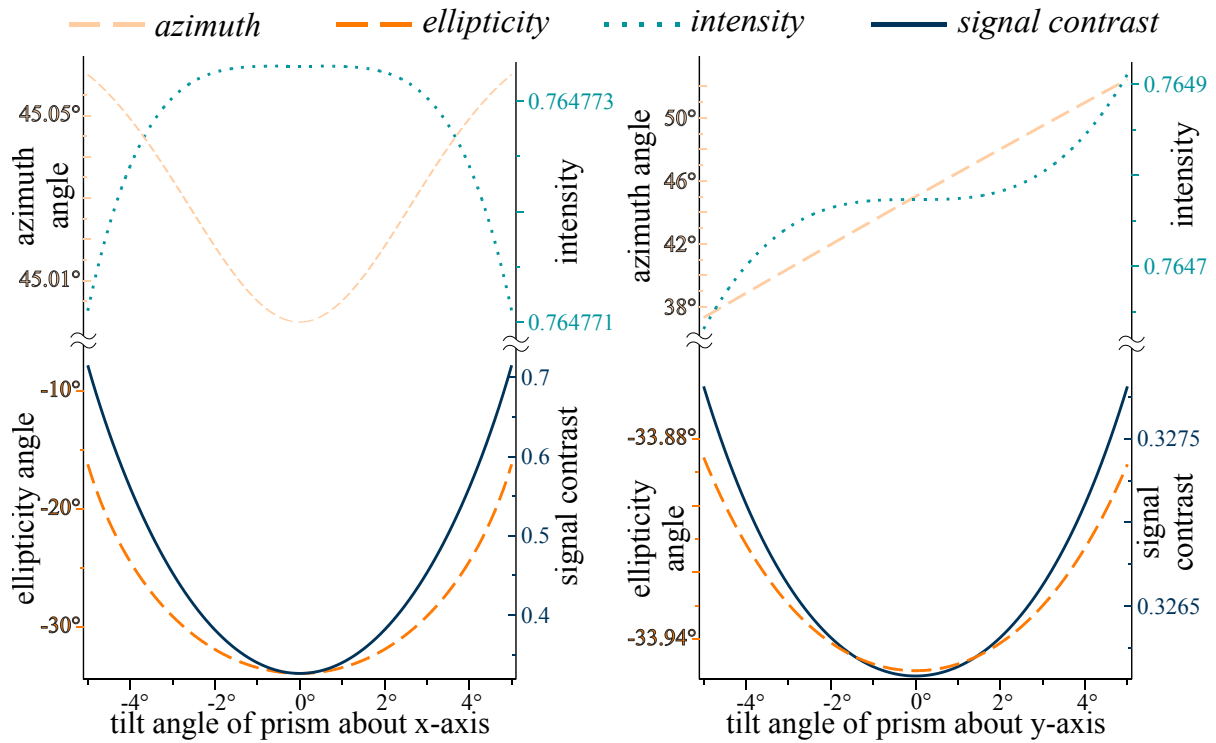 azimuth ellipticity intensity signal contrast
45.05°
45.01°
azimuth
angle
0.764773
0.764771
intensity
-10°
-20°
-30°
ellipticity angle
0.7
0.6
0.5
0.4
signal contrast
-4° -2° 0° 2° 4°
tilt angle of prism about x-axis
50°
46°
42°
38°
azimuth angle
0.7649
0.7647
intensity
-33.88°
-33.94°
ellipticity
angle
0.3275
0.3265
signal
contrast
-4° -2° 0° 2° 4°
tilt angle of prism about y-axis